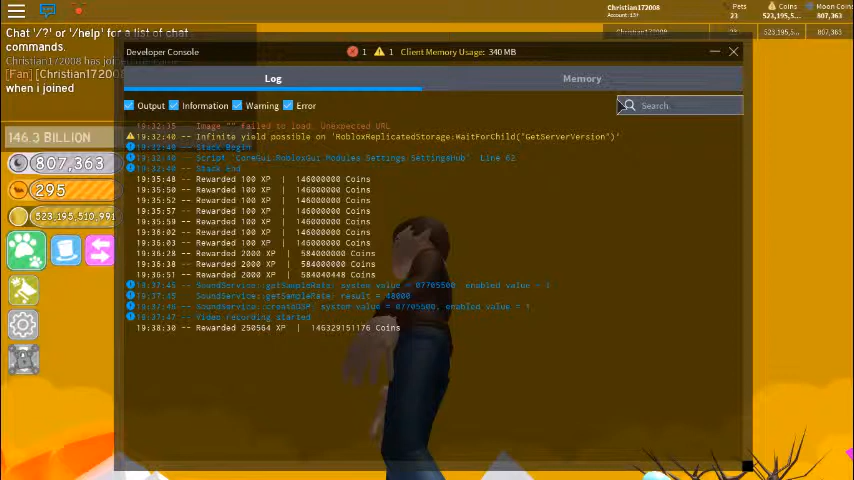 Christian172008
Account: 13+
Pets
23
Coins
523,195,5...
Moon Coins
807,363
Christian172008
23
523,195,5...
807,363
Chat '/?' or '/help' for a list of chat
commands.
Christian172008 has joined
[Fan] [Christian172008
when i joined
Developer Console
1
1
Client Memory Usage: 340 MB
Log
Memory
Output
Information
Warning
Error
Search
19:32:35 -- Image "" failed to load: Unexpected URL
19:32:40 -- Infinite yield possible on 'RobloxReplicatedStorage:WaitForChild("GetServerVersion")'
19:32:40 -- Stack Begin
19:32:40 -- Script 'CoreGui.RobloxGui.Modules.Settings.SettingsHub', Line 62
19:32:40 -- Stack End
19:35:48 -- Rewarded 100 XP | 146000000 Coins
19:35:50 -- Rewarded 100 XP | 146000000 Coins
19:35:52 -- Rewarded 100 XP | 146000000 Coins
19:35:57 -- Rewarded 100 XP | 146000000 Coins
19:35:59 -- Rewarded 100 XP | 146000000 Coins
19:36:02 -- Rewarded 100 XP | 146000000 Coins
19:36:03 -- Rewarded 100 XP | 146000000 Coins
19:36:28 -- Rewarded 2000 XP | 584000000 Coins
19:36:38 -- Rewarded 2000 XP | 584000000 Coins
19:36:51 -- Rewarded 2000 XP | 584040448 Coins
19:37:45 -- SoundService::getSampleRate: system value = 07705500, enabled value = 1
19:37:45 -- SoundService::getSampleRate: result = 48000
19:37:46 -- SoundService::createDSP: system value = 07705500, enabled value = 1
19:37:47 -- Video recording started
19:38:30 -- Rewarded 250564 XP | 146329151176 Coins
146.3 BILLION
807,363
295
523,195,510,991